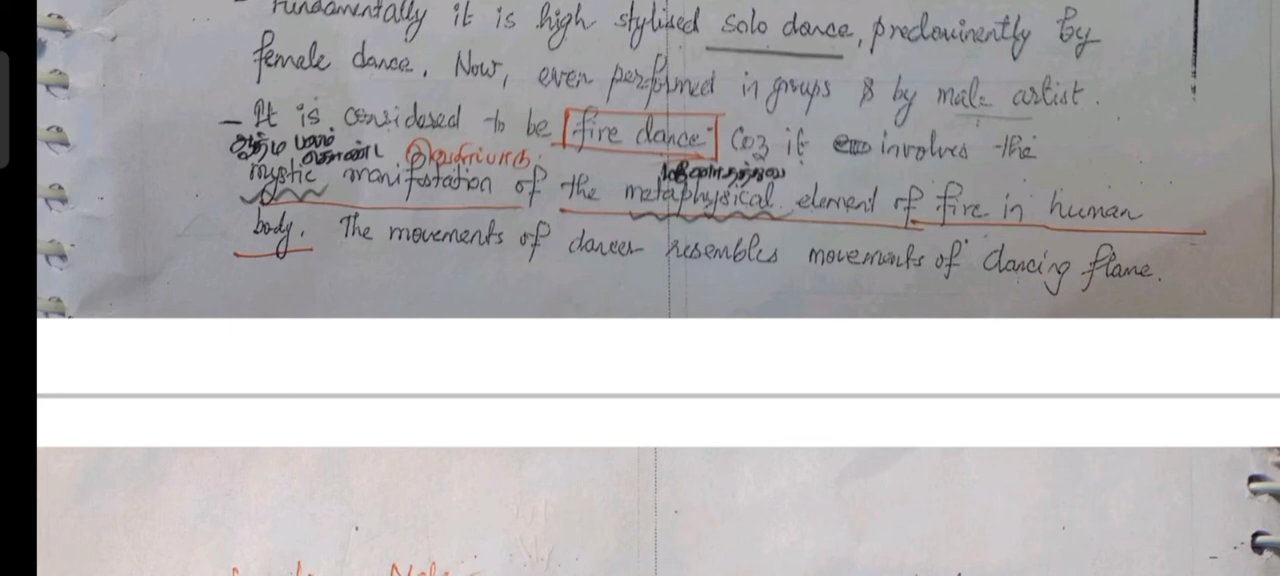 Fundamentally it is high stylized solo dance, predominently by
female dance. Now, even performed in groups & by male artist.
- It is considered to be fire dance coz it involves the
mystic manifestation of the metaphysical element of fire in human
body. The movements of dancer resembles movements of dancing flame.